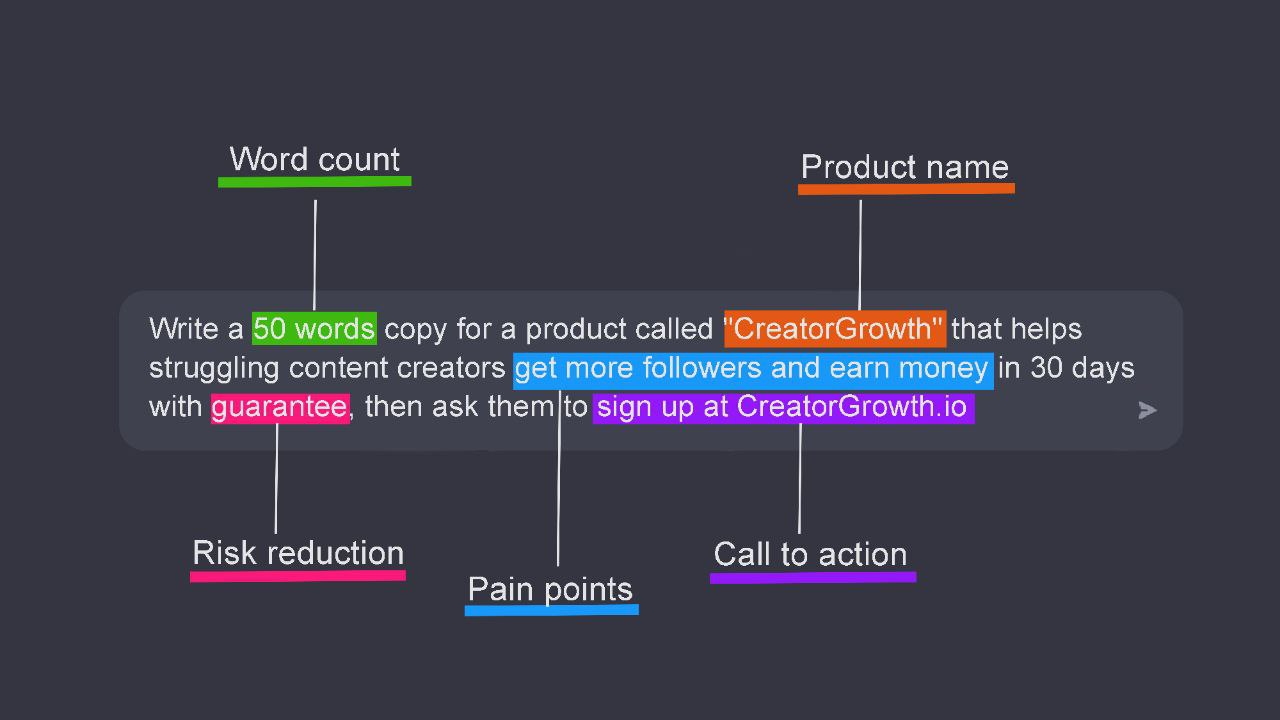 Word count
Product name
Write a 50 words copy for a product called "CreatorGrowth" that helps
struggling content creators get more followers and earn money in 30 days
with guarantee, then ask them to sign up at CreatorGrowth.io
Risk reduction
Call to action
Pain points